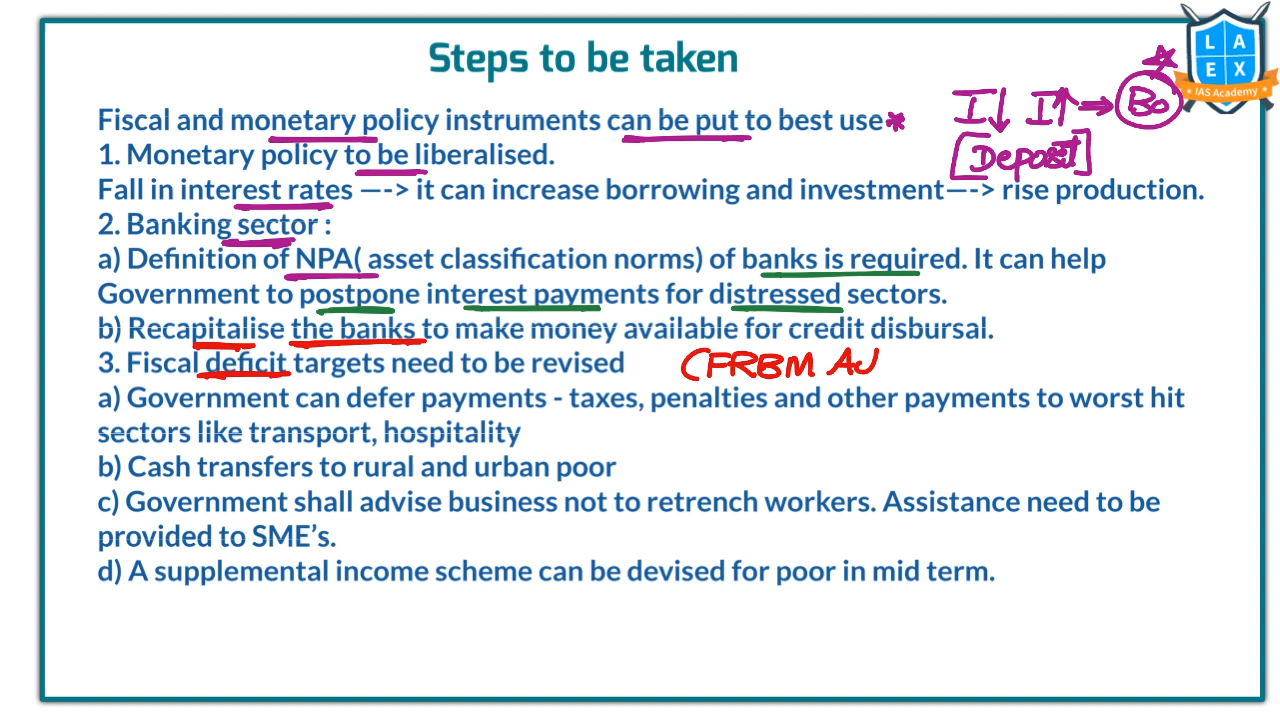 Steps to be taken
L A
E X
IAS Academy
I↓ I↑ → Bo
Deposit
Fiscal and monetary policy instruments can be put to best use*
1. Monetary policy to be liberalised.
Fall in interest rates —-> it can increase borrowing and investment—-> rise production.
2. Banking sector :
a) Definition of NPA( asset classification norms) of banks is required. It can help
Government to postpone interest payments for distressed sectors.
b) Recapitalise the banks to make money available for credit disbursal.
3. Fiscal deficit targets need to be revised (FRBM
a) Government can defer payments - taxes, penalties and other payments to worst hit
sectors like transport, hospitality
b) Cash transfers to rural and urban poor
c) Government shall advise business not to retrench workers. Assistance need to be
provided to SME’s.
d) A supplemental income scheme can be devised for poor in mid term.